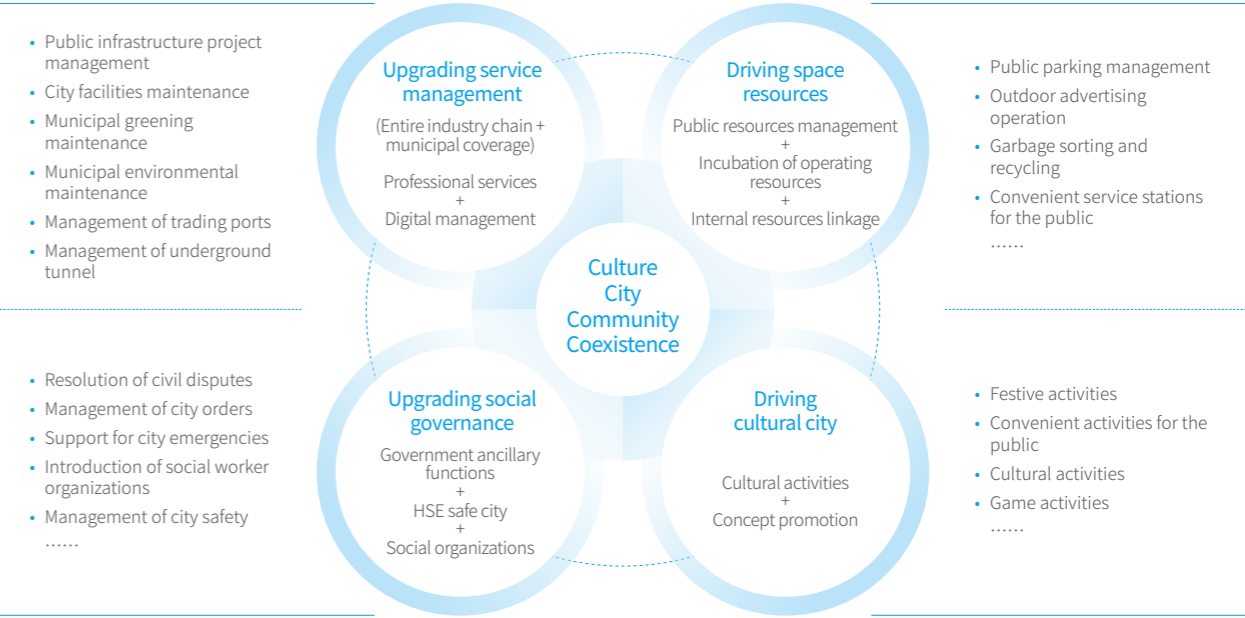 • Public infrastructure project
management
• City facilities maintenance
• Municipal greening
maintenance
• Municipal environmental
maintenance
• Management of trading ports
• Management of underground
tunnel
Upgrading service
management
(Entire industry chain +
municipal coverage)
Professional services
+
Digital management
Driving space
resources
Public resources management
+
Incubation of operating
resources
+
Internal resources linkage
• Public parking management
• Outdoor advertising
operation
• Garbage sorting and
recycling
• Convenient service stations
for the public
......
Culture
City
Community
Coexistence
• Resolution of civil disputes
• Management of city orders
• Support for city emergencies
• Introduction of social worker
organizations
• Management of city safety
......
Upgrading social
governance
Government ancillary
functions
+
HSE safe city
+
Social organizations
Driving
cultural city
Cultural activities
+
Concept promotion
• Festive activities
• Convenient activities for the
public
• Cultural activities
• Game activities
......